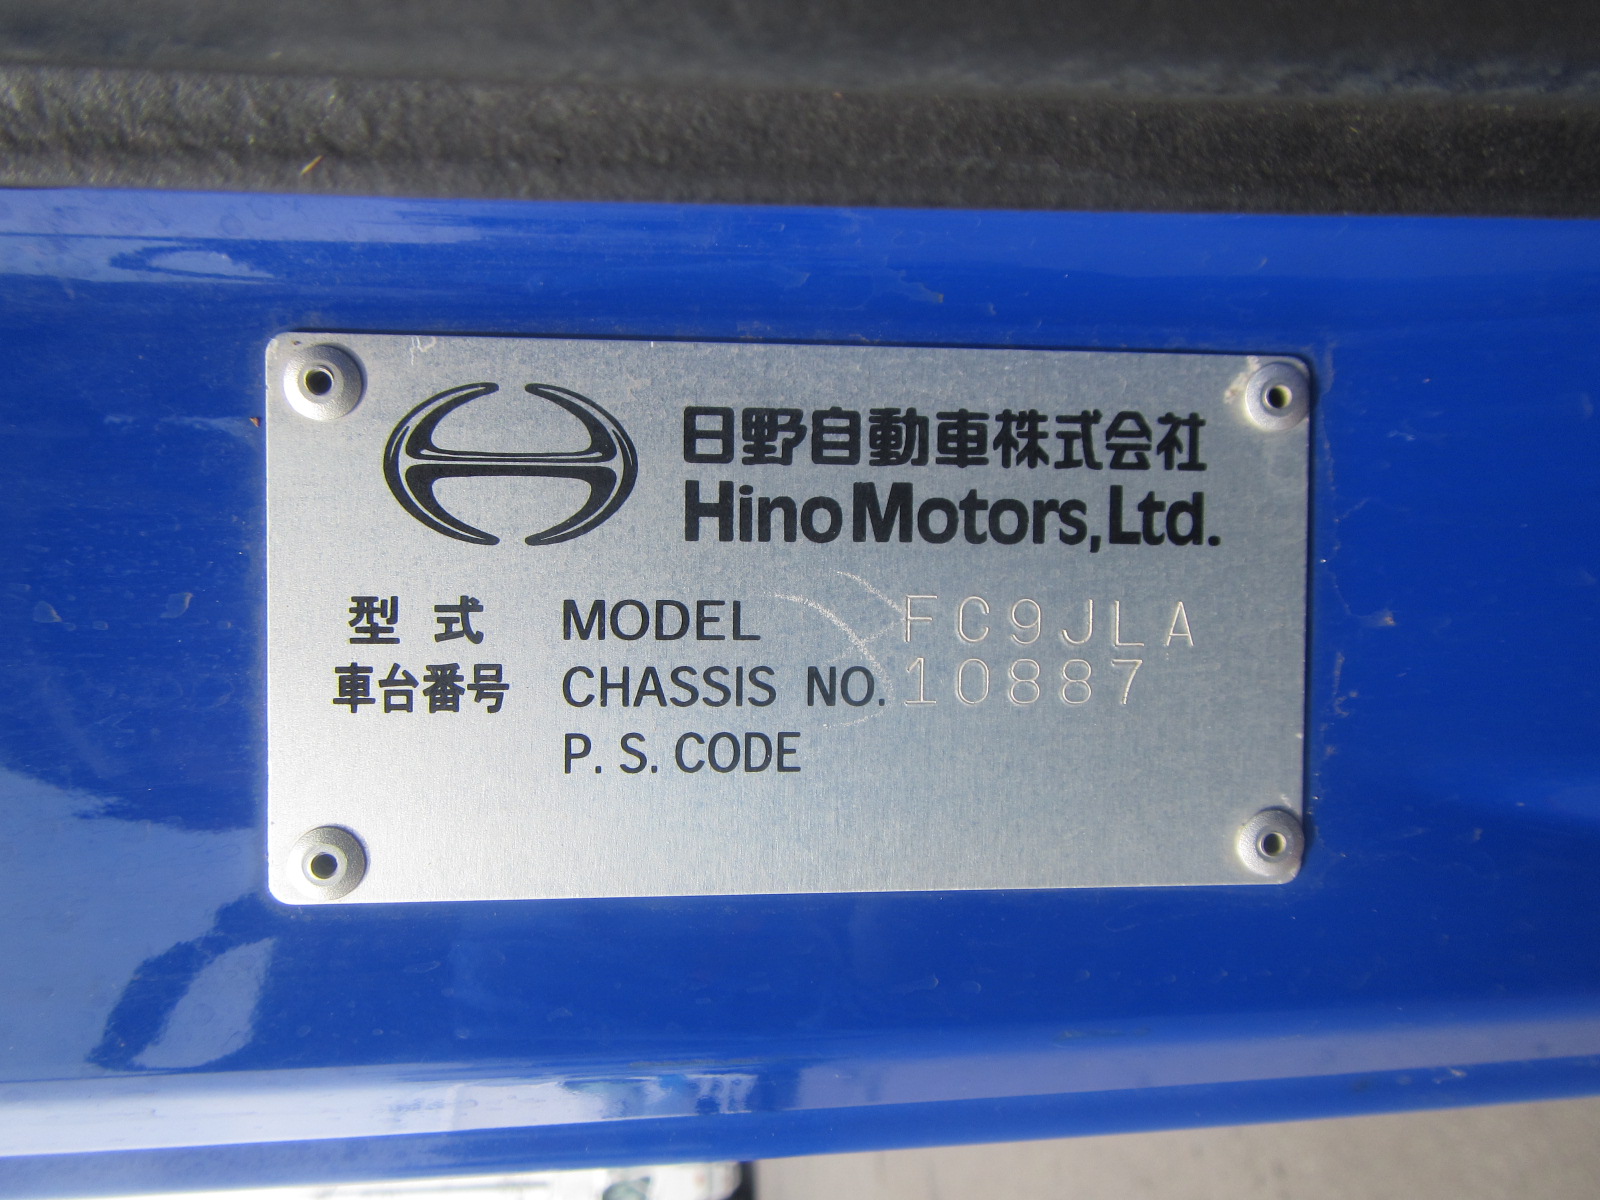 日野自動車株式会社
Hino Motors, Ltd.
型式 MODEL FC9JLA
車台番号 CHASSIS NO. 10887
P. S. CODE